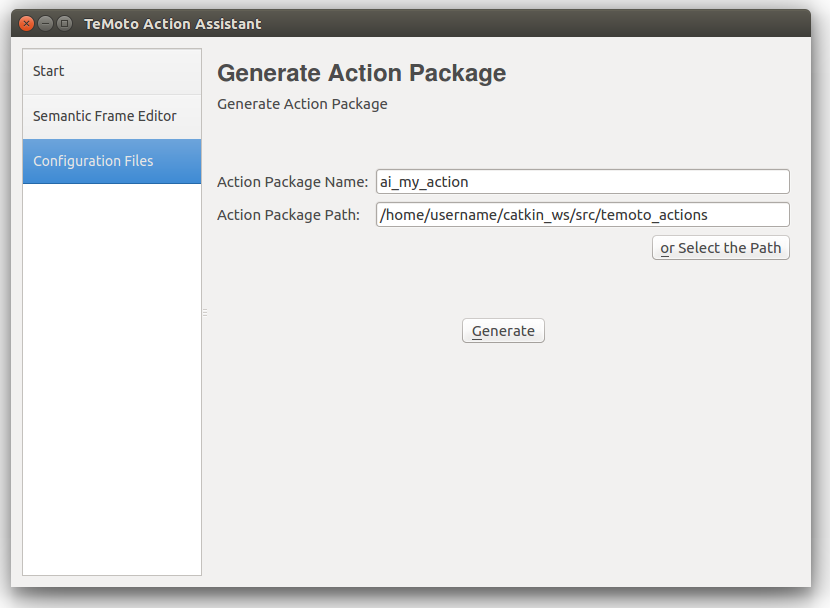 TeMoto Action Assistant
Start
Semantic Frame Editor
Configuration Files
Generate Action Package
Generate Action Package
Action Package Name: ai_my_action
Action Package Path: /home/username/catkin_ws/src/temoto_actions
or Select the Path
Generate